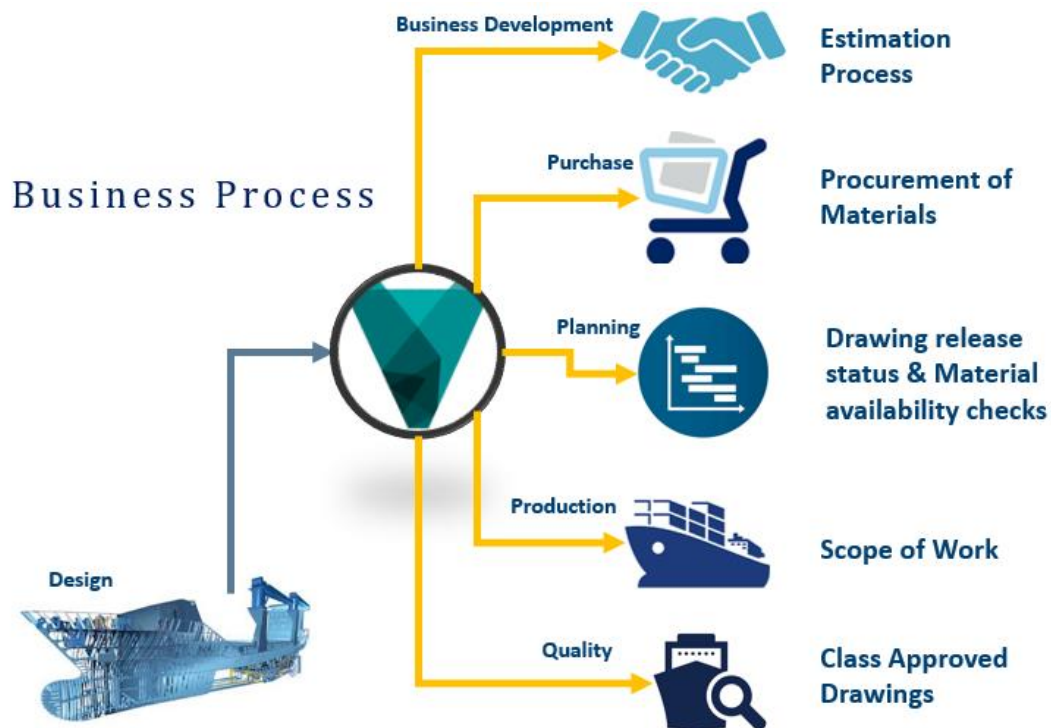 Business Development
Estimation
Process
Purchase
Procurement of
Materials
Business Process
Planning
Drawing release
status & Material
availability checks
Production
Scope of Work
Design
Quality
Class Approved
Drawings